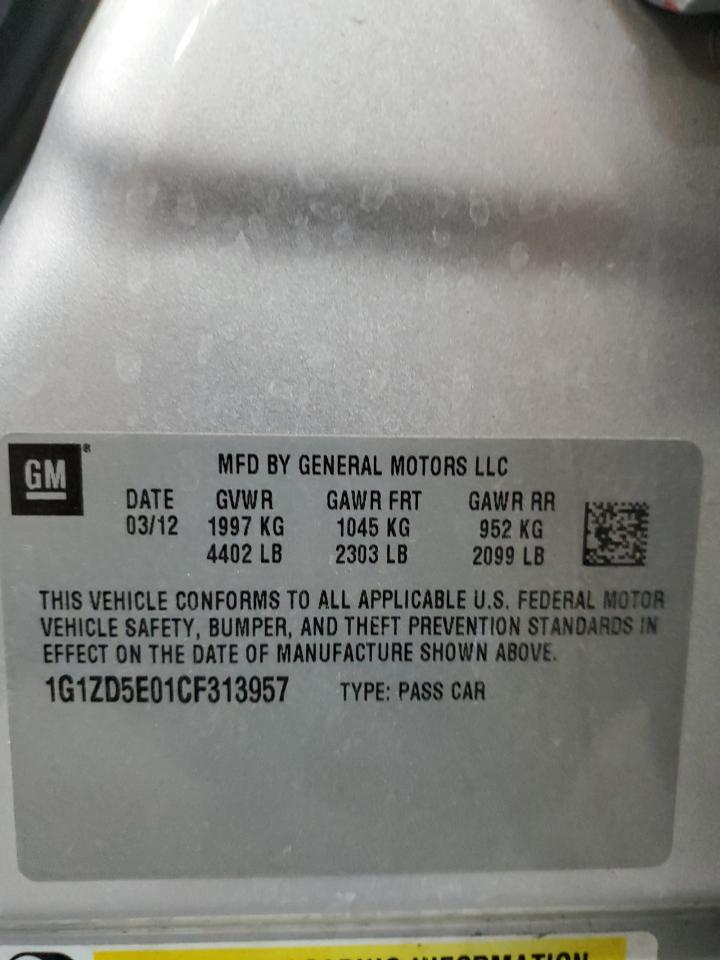 GM ®
MFD BY GENERAL MOTORS LLC
DATE GVWR GAWR FRT GAWR RR
03/12 1997 KG 1045 KG 952 KG
4402 LB 2303 LB 2099 LB
THIS VEHICLE CONFORMS TO ALL APPLICABLE U.S. FEDERAL MOTOR
VEHICLE SAFETY, BUMPER, AND THEFT PREVENTION STANDARDS IN
EFFECT ON THE DATE OF MANUFACTURE SHOWN ABOVE.
1G1ZD5E01CF313957 TYPE: PASS CAR
INFORMATION